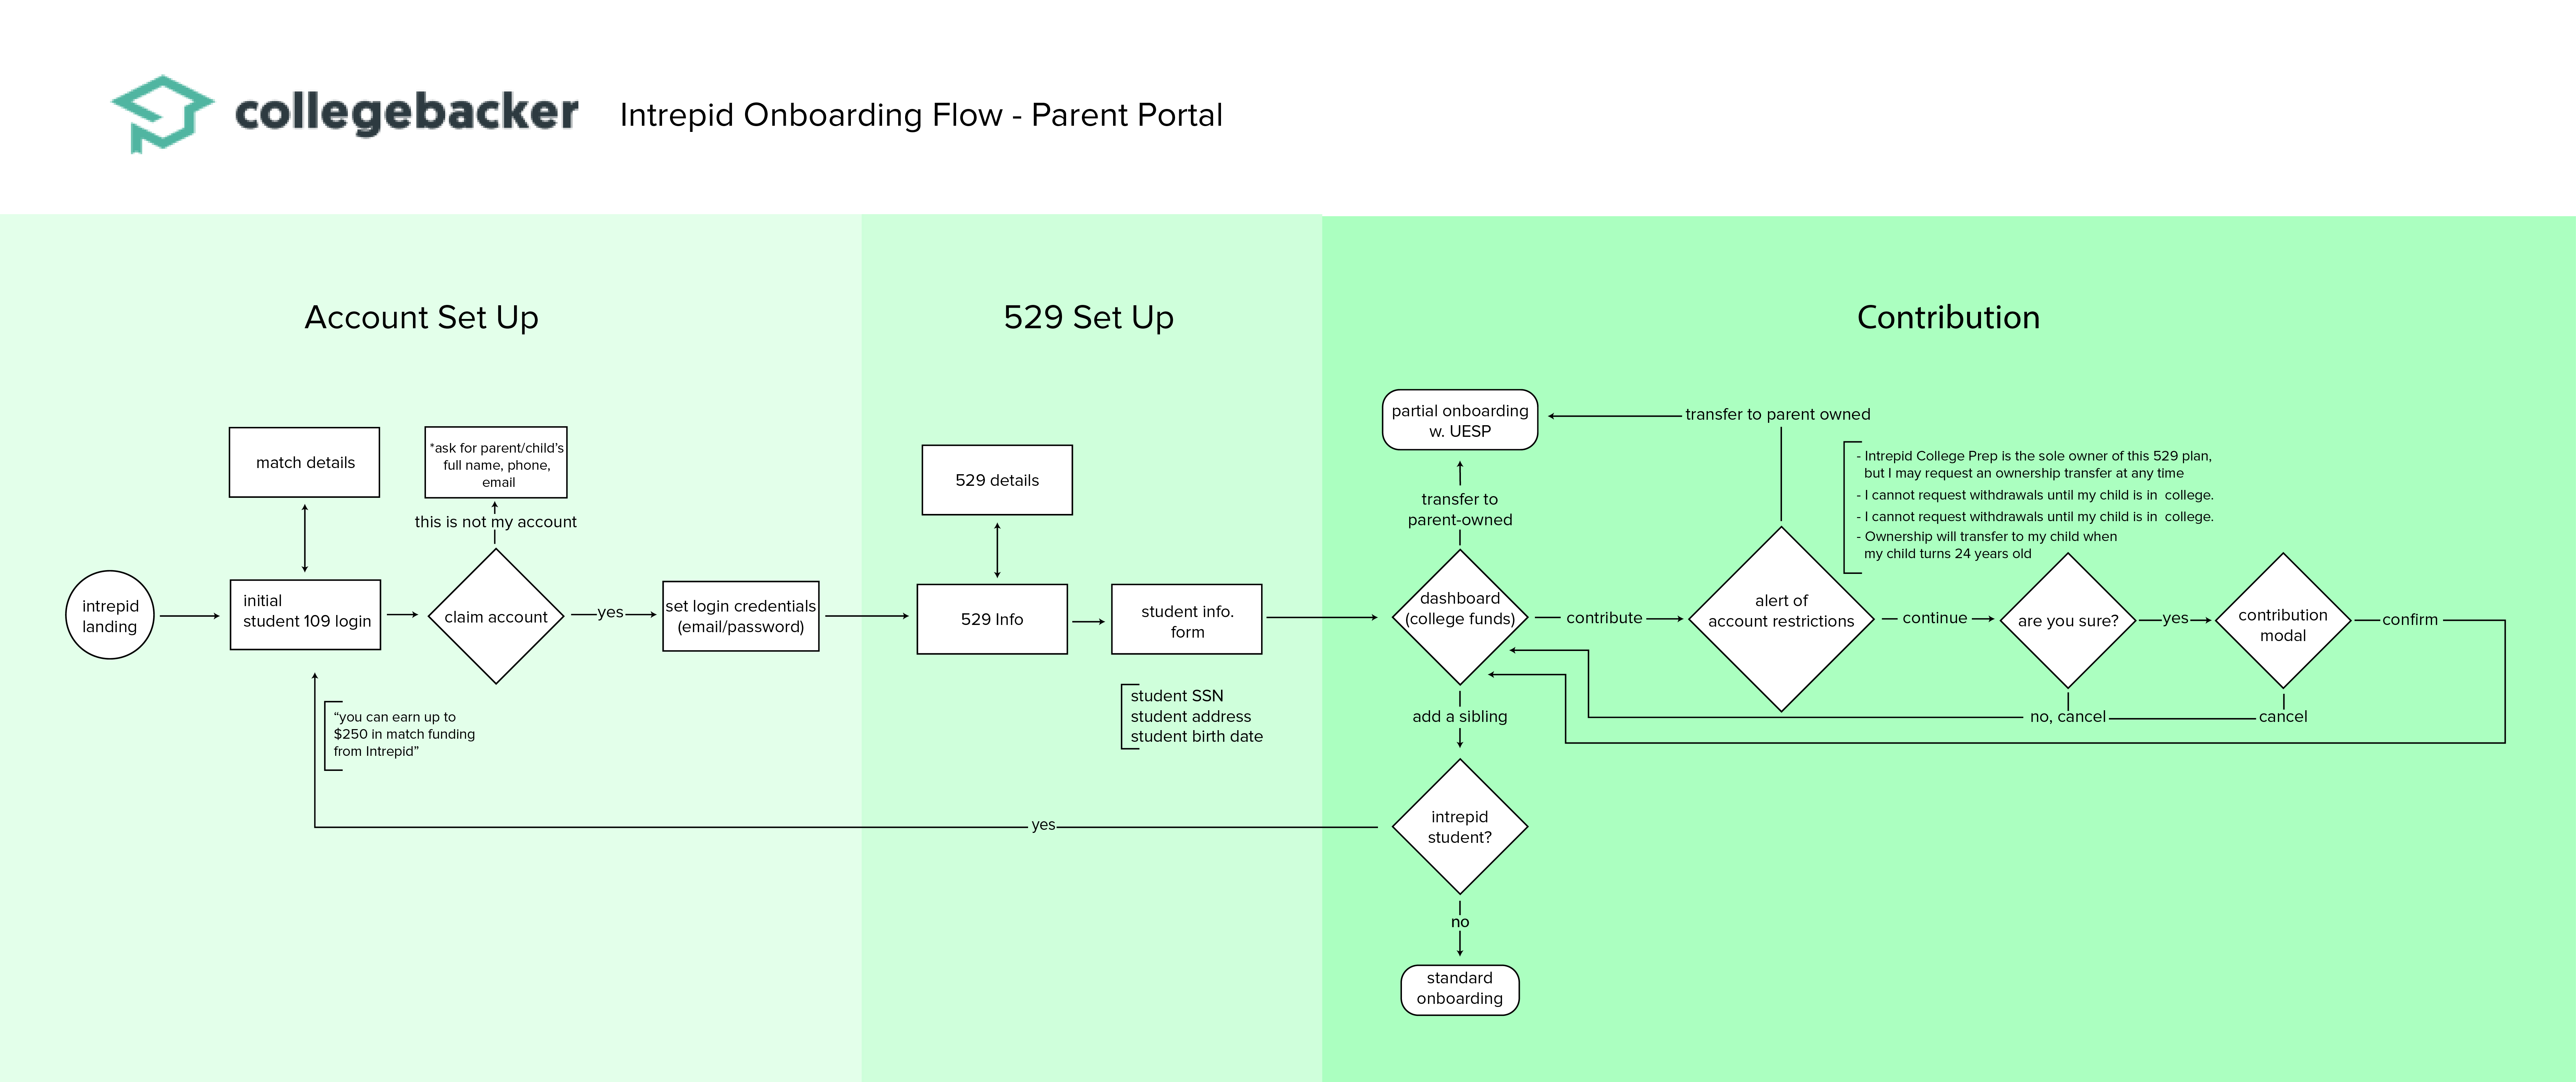 collegebacker
Intrepid Onboarding Flow - Parent Portal
Account Set Up
match details
*ask for parent/child's
full name, phone,
email
this is not my account
intrepid
landing
initial
student 109 login
claim account
yes
set login credentials
(email/password)
“you can earn up to
$250 in match funding
from Intrepid”
529 Set Up
529 details
529 Info
student info.
form
student SSN
student address
student birth date
yes
Contribution
partial onboarding
w. UESP
transfer to parent owned
transfer to
parent-owned
- Intrepid College Prep is the sole owner of this 529 plan,
but I may request an ownership transfer at any time
- I cannot request withdrawals until my child is in  college.
- I cannot request withdrawals until my child is in  college.
- Ownership will transfer to my child when
my child turns 24 years old
dashboard
(college funds)
contribute
alert of
account restrictions
continue
are you sure?
yes
contribution
modal
confirm
add a sibling
no, cancel
cancel
intrepid
student?
no
standard
onboarding